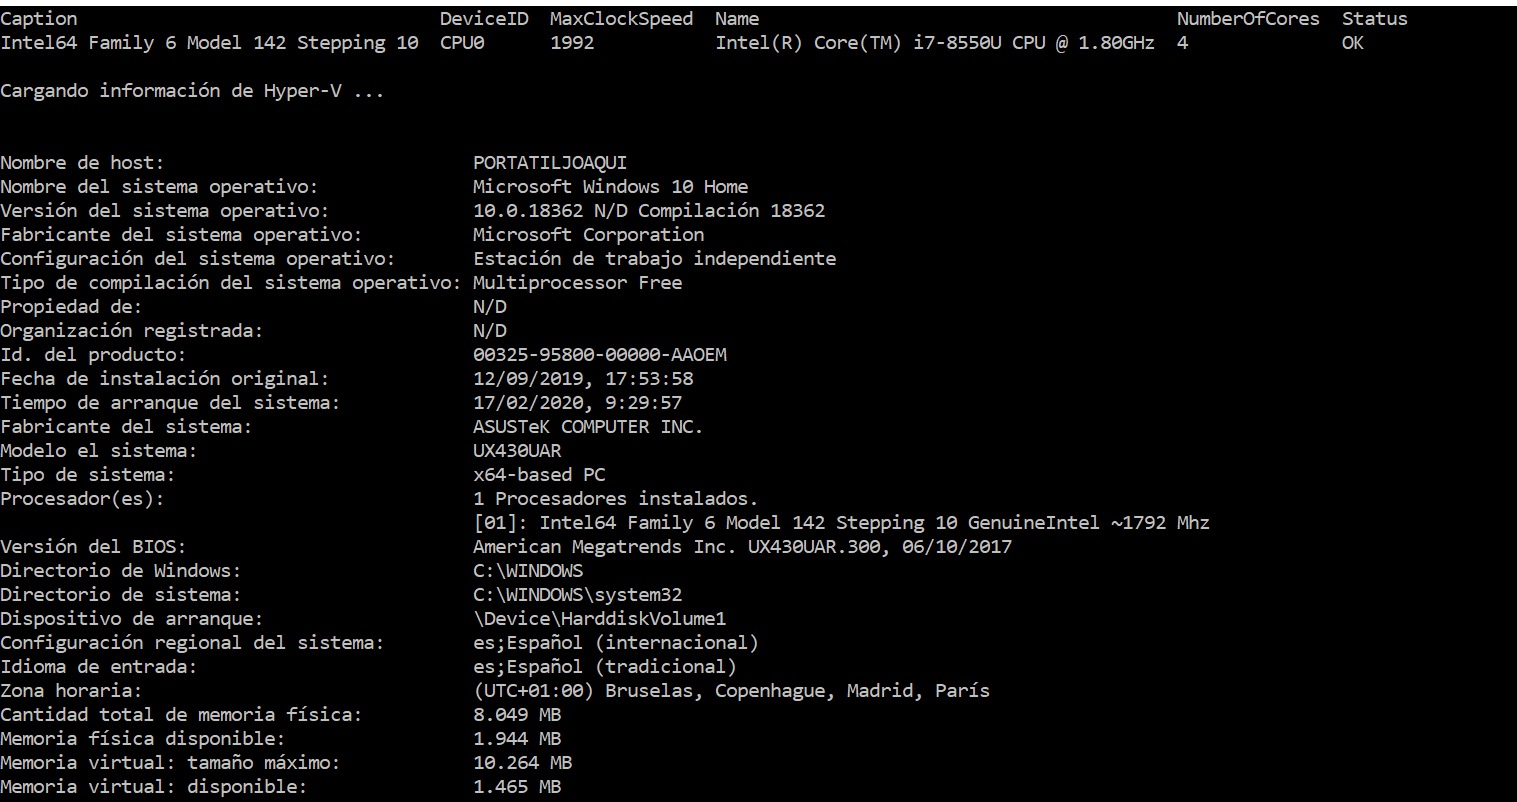 Caption DeviceID MaxClockSpeed Name NumberOfCores Status
Intel64 Family 6 Model 142 Stepping 10 CPU0 1992 Intel(R) Core(TM) i7-8550U CPU @ 1.80GHz 4 OK
Cargando información de Hyper-V ...
Nombre de host: PORTATILJOAQUI
Nombre del sistema operativo: Microsoft Windows 10 Home
Versión del sistema operativo: 10.0.18362 N/D Compilación 18362
Fabricante del sistema operativo: Microsoft Corporation
Configuración del sistema operativo: Estación de trabajo independiente
Tipo de compilación del sistema operativo: Multiprocessor Free
Propiedad de: N/D
Organización registrada: N/D
Id. del producto: 00325-95800-00000-AAOEM
Fecha de instalación original: 12/09/2019, 17:53:58
Tiempo de arranque del sistema: 17/02/2020, 9:29:57
Fabricante del sistema: ASUSTeK COMPUTER INC.
Modelo el sistema: UX430UAR
Tipo de sistema: x64-based PC
Procesador(es): 1 Procesadores instalados.
[01]: Intel64 Family 6 Model 142 Stepping 10 GenuineIntel ~1792 Mhz
Versión del BIOS: American Megatrends Inc. UX430UAR.300, 06/10/2017
Directorio de Windows: C:\WINDOWS
Directorio de sistema: C:\WINDOWS\system32
Dispositivo de arranque: \Device\HarddiskVolume1
Configuración regional del sistema: es;Español (internacional)
Idioma de entrada: es;Español (tradicional)
Zona horaria: (UTC+01:00) Bruselas, Copenhague, Madrid, París
Cantidad total de memoria física: 8.049 MB
Memoria física disponible: 1.944 MB
Memoria virtual: tamaño máximo: 10.264 MB
Memoria virtual: disponible: 1.465 MB